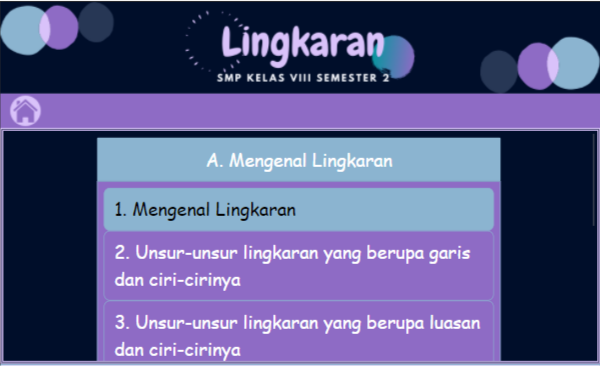 Lingkaran
SMP KELAS VIII SEMESTER 2
A. Mengenal Lingkaran
1. Mengenal Lingkaran
2. Unsur-unsur lingkaran yang berupa garis
dan ciri-cirinya
3. Unsur-unsur lingkaran yang berupa luasan
dan ciri-cirinya